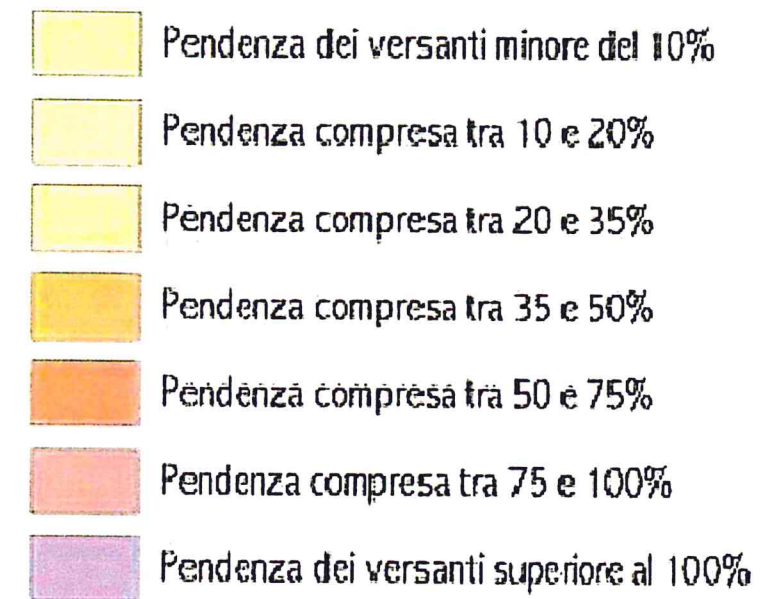 Pendenza dei versanti minore del 10%
Pendenza compresa tra 10 e 20%
Pendenza compresa tra 20 e 35%
Pendenza compresa tra 35 e 50%
Pendenza compresa tra 50 e 75%
Pendenza compresa tra 75 e 100%
Pendenza dei versanti superiore al 100%